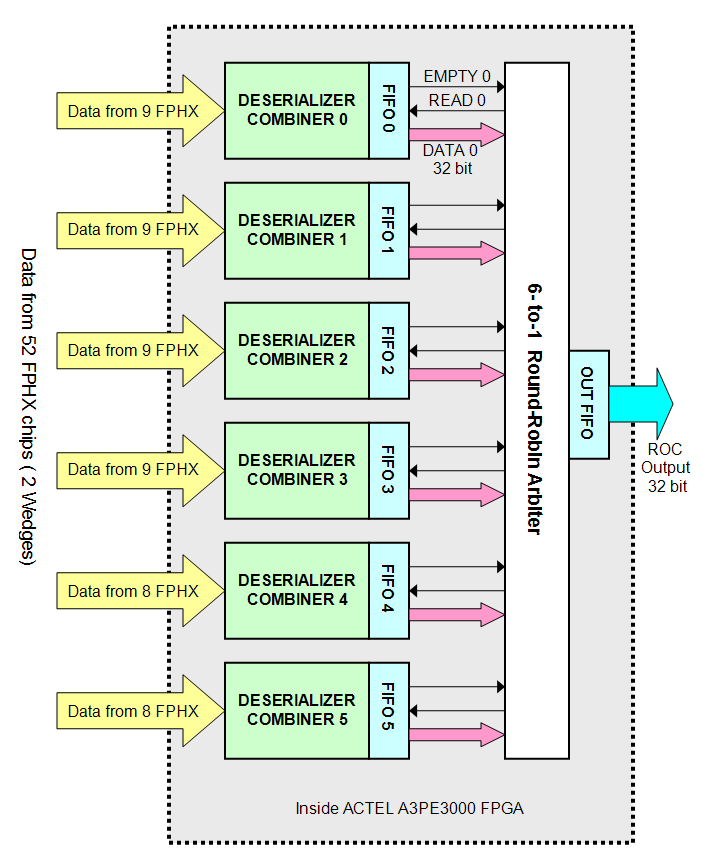 Data from 52 FPHX chips ( 2 Wedges)
Data from 9 FPHX
DESERIALIZER
COMBINER 0
FIFO 0
EMPTY 0
READ 0
DATA 0
32 bit
Data from 9 FPHX
DESERIALIZER
COMBINER 1
FIFO 1
Data from 9 FPHX
DESERIALIZER
COMBINER 2
FIFO 2
Data from 9 FPHX
DESERIALIZER
COMBINER 3
FIFO 3
Data from 8 FPHX
DESERIALIZER
COMBINER 4
FIFO 4
Data from 8 FPHX
DESERIALIZER
COMBINER 5
FIFO 5
6- to-1 Round-Robin Arbiter
OUT FIFO
ROC
Output
32 bit
Inside ACTEL A3PE3000 FPGA